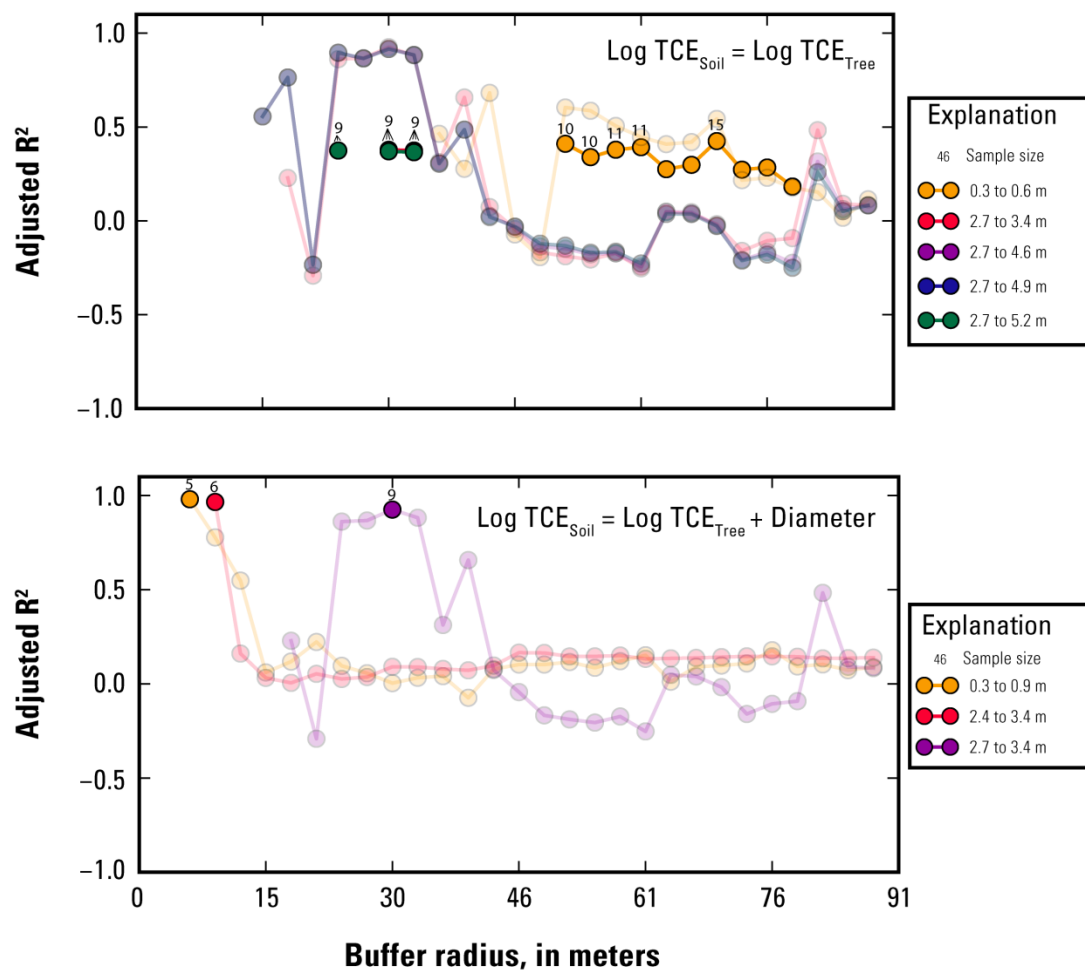 1.0
0.5
0.0
−0.5
−1.0
Adjusted R²
Log TCE_Soil = Log TCE_Tree
9
9
9
10
10
11
11
15
Explanation
46 Sample size
0.3 to 0.6 m
2.7 to 3.4 m
2.7 to 4.6 m
2.7 to 4.9 m
2.7 to 5.2 m
1.0
0.5
0.0
−0.5
−1.0
Adjusted R²
5
6
9
Log TCE_Soil = Log TCE_Tree + Diameter
Explanation
46 Sample size
0.3 to 0.9 m
2.4 to 3.4 m
2.7 to 3.4 m
0 15 30 46 61 76 91
Buffer radius, in meters